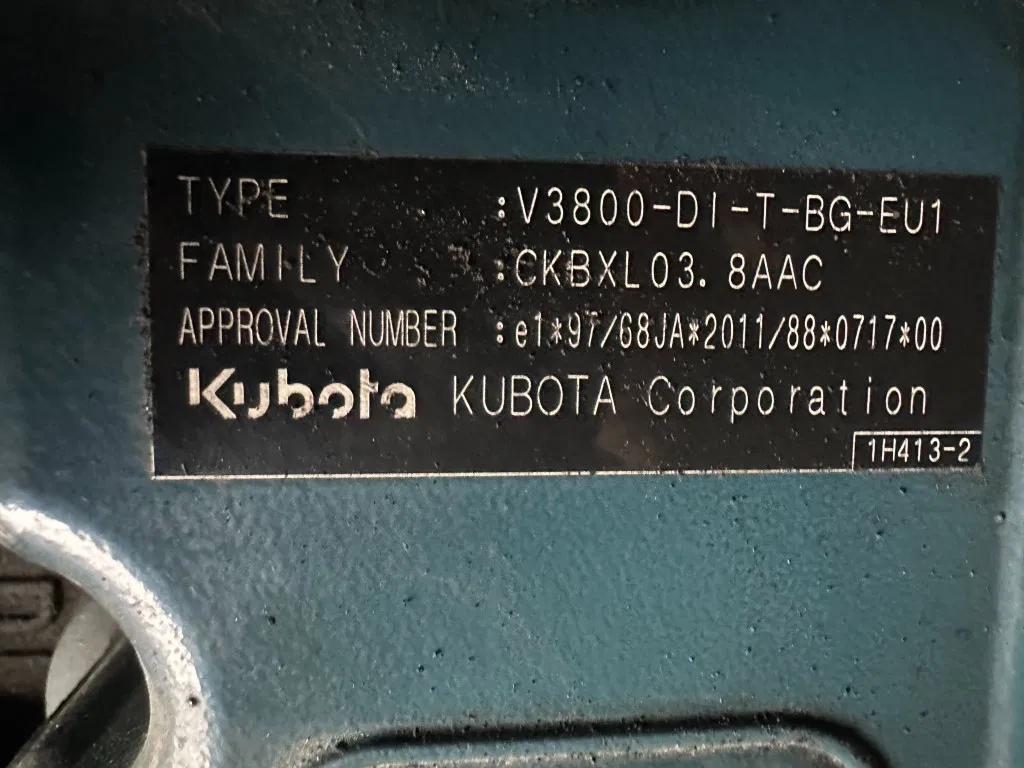 TYPE :V3800-DI-T-BG-EU1
FAMILY :CKBXL03.8AAC
APPROVAL NUMBER :e1*97/68JA*2011/88*0717*00
Kubota KUBOTA Corporation
1H413-2